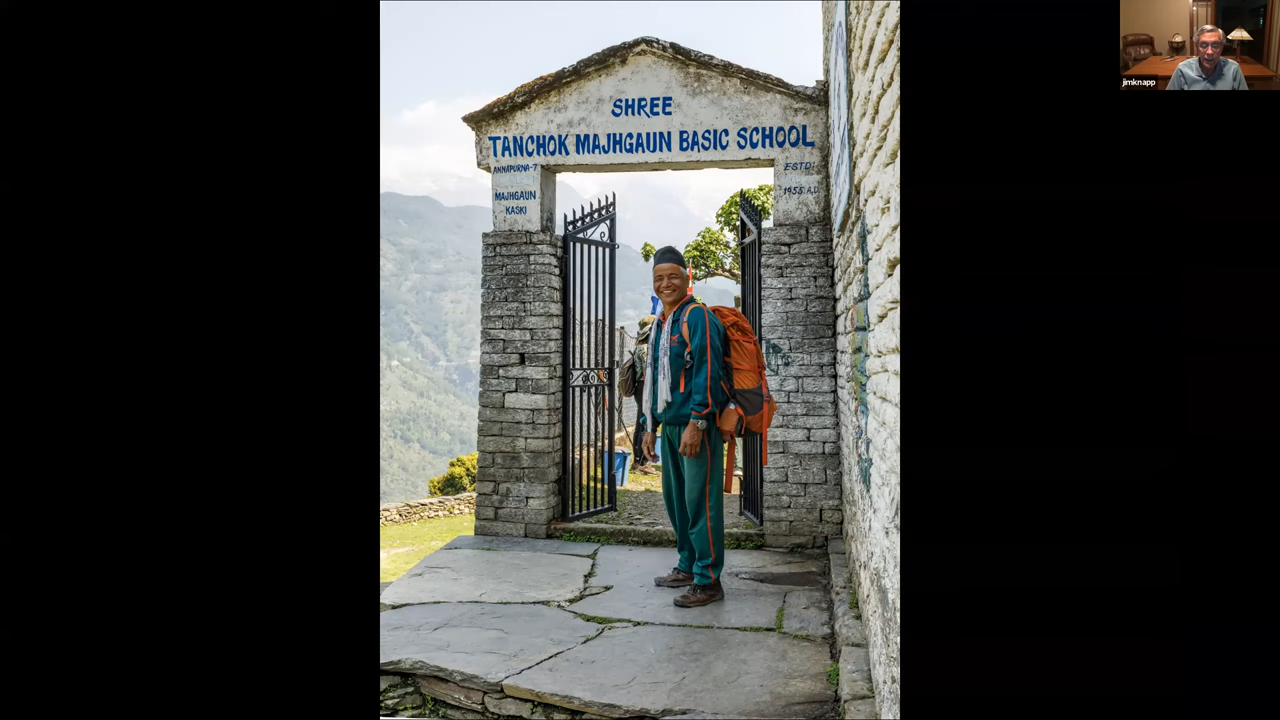 SHREE
TANCHOK MAJHGAUN BASIC SCHOOL
ANNAPURNA-7
MAJHGAUN
KASKI
ESTD:
1955 A.D
jimknapp